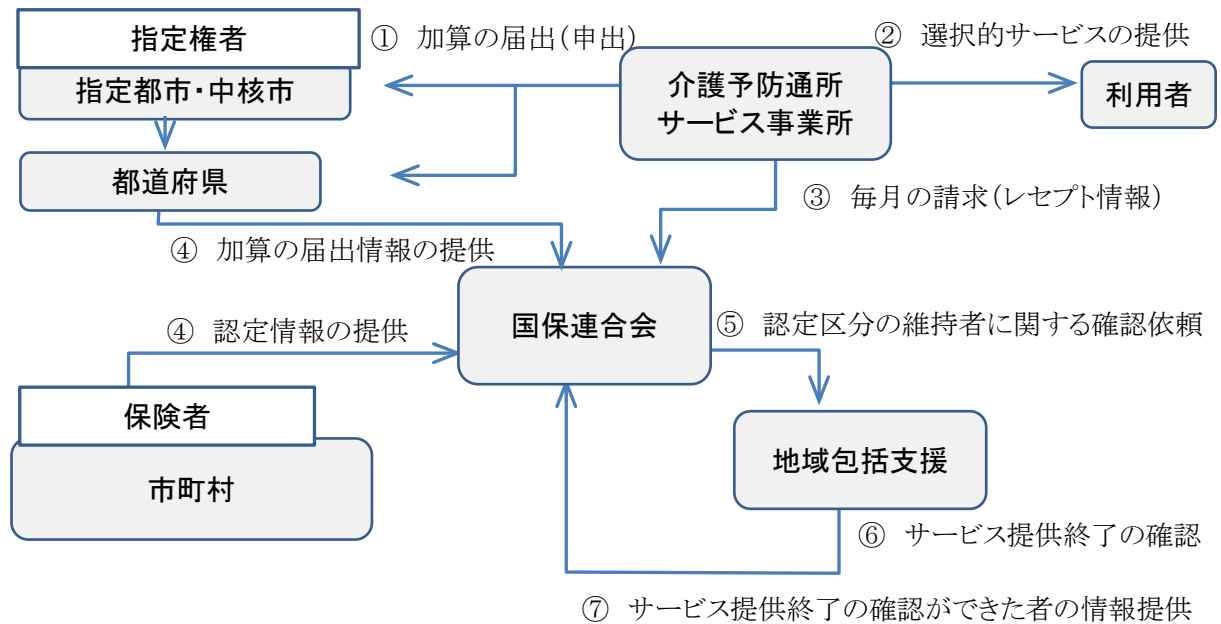 指定権者
① 加算の届出(申出)
② 選択的サービスの提供
指定都市・中核市
介護予防通所
サービス事業所
利用者
都道府県
③ 毎月の請求(レセプト情報)
④ 加算の届出情報の提供
国保連合会
④ 認定情報の提供
⑤ 認定区分の維持者に関する確認依頼
保険者
市町村
地域包括支援
⑥ サービス提供終了の確認
⑦ サービス提供終了の確認ができた者の情報提供